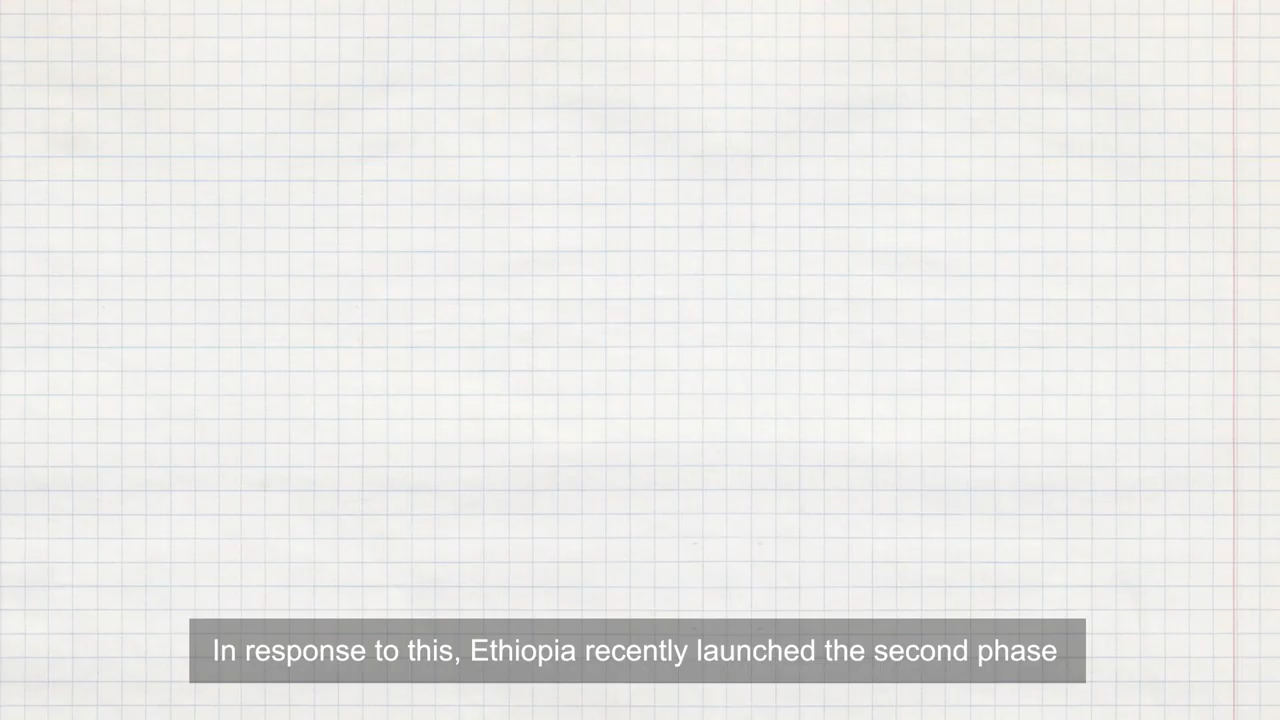 In response to this, Ethiopia recently launched the second phase